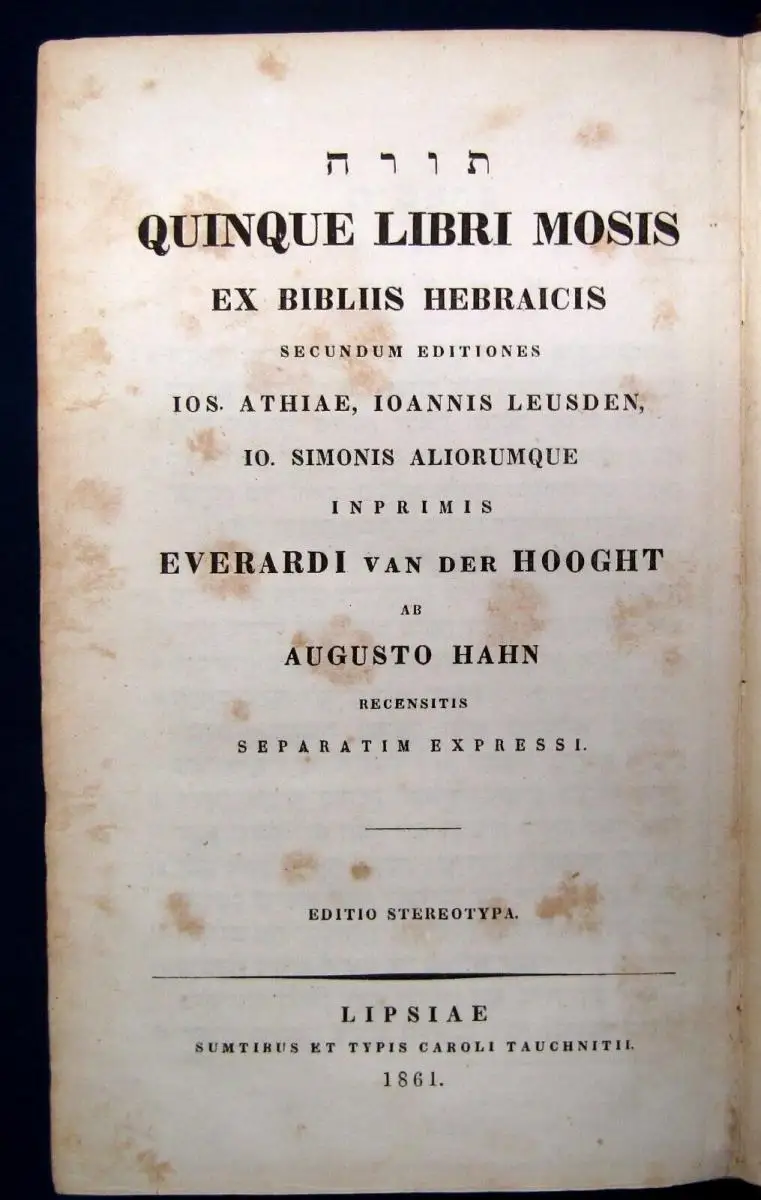 תורה
QUINQUE LIBRI MOSIS
EX BIBLIIS HEBRAICIS
SECUNDUM EDITIONES
IOS. ATHIAE, IOANNIS LEUSDEN,
IO. SIMONIS ALIORUMQUE
INPRIMIS
EVERARDI VAN DER HOOGHT
AB
AUGUSTO HAHN
RECENSITIS
SEPARATIM EXPRESSI.
EDITIO STEREOTYPA.
LIPSIAE
SUMTIBUS ET TYPIS CAROLI TAUCHNITII.
1861.